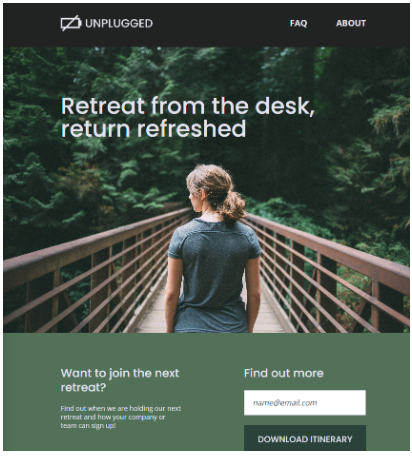 UNPLUGGED
FAQ
ABOUT
Retreat from the desk,
return refreshed
Want to join the next
retreat?
Find out when we are holding our next
retreat and how your company or
team can sign up!
Find out more
name@email.com
DOWNLOAD ITINERARY